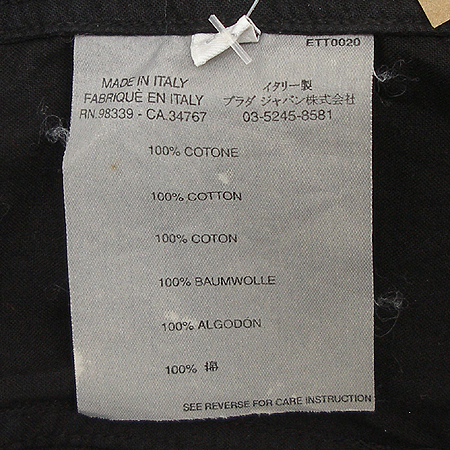 ETT0020
MADE IN ITALY
FABRIQUÉ EN ITALY
RN.98339 - CA.34767
イタリー製
プラダ ジャパン株式会社
03-5245-8581
100% COTONE
100% COTTON
100% COTON
100% BAUMWOLLE
100% ALGODÓN
100% 綿
SEE REVERSE FOR CARE INSTRUCTION